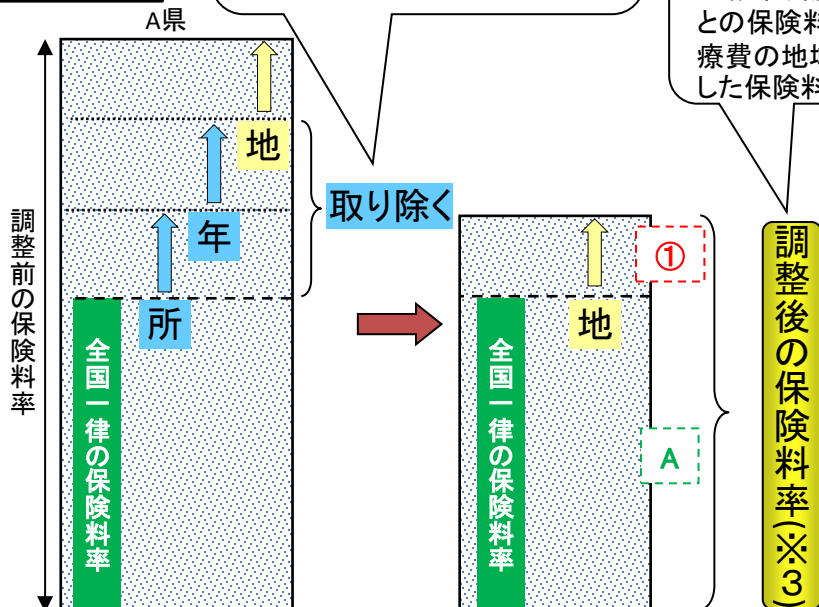 A県
との保険料
療費の地域
した保険料
地
取り除く
年
所
調整前の保険料率
全国一律の保険料率
①
地
全国一律の保険料率
A
調整後の保険料率(※3)